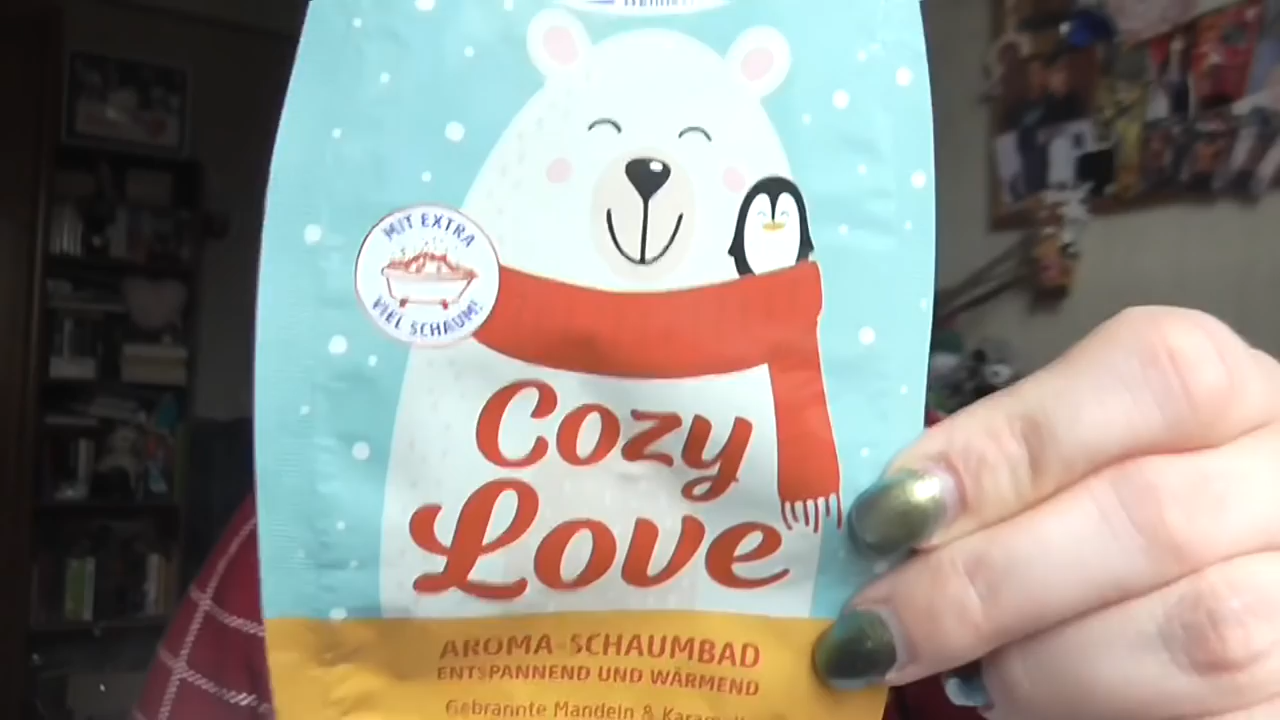 MIT EXTRA
VIEL SCHAUM!
Cozy
Love
AROMA-SCHAUMBAD
ENTSPANNEND UND WÄRMEND
Gebrannte Mandeln &